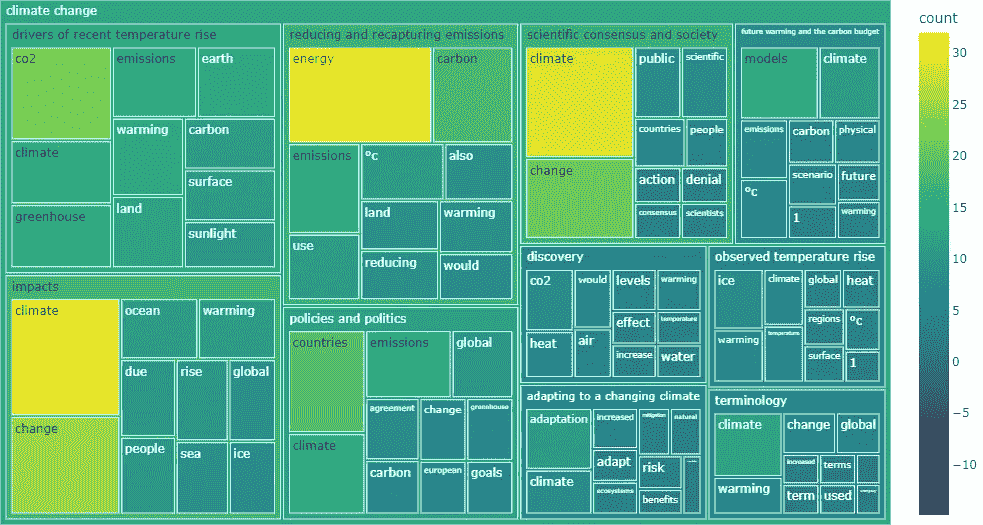 climate change
drivers of recent temperature rise
co2
emissions
earth
climate
warming
carbon
surface
greenhouse
land
sunlight
impacts
climate
ocean
warming
due
rise
global
change
people
sea
ice
reducing and recapturing emissions
energy
carbon
emissions
ºc
also
land
warming
use
reducing
would
policies and politics
countries
emissions
global
agreement
change
greenhouse
climate
carbon
european
goals
scientific consensus and society
climate
public
scientific
countries
people
change
action
denial
consensus
scientists
future warming and the carbon budget
models
climate
emissions
carbon
physical
ºc
scenario
future
1
warming
discovery
co2
would
levels
warming
effect
temperature
heat
air
increase
water
observed temperature rise
ice
climate
global
heat
regions
ºc
warming
temperature
surface
1
adapting to a changing climate
adaptation
increased
mitigation
natural
adapt
risk
climate
ecosystems
benefits
terminology
climate
change
global
increased
terms
warming
term
used
count
30
25
20
15
10
5
0
−5
−10